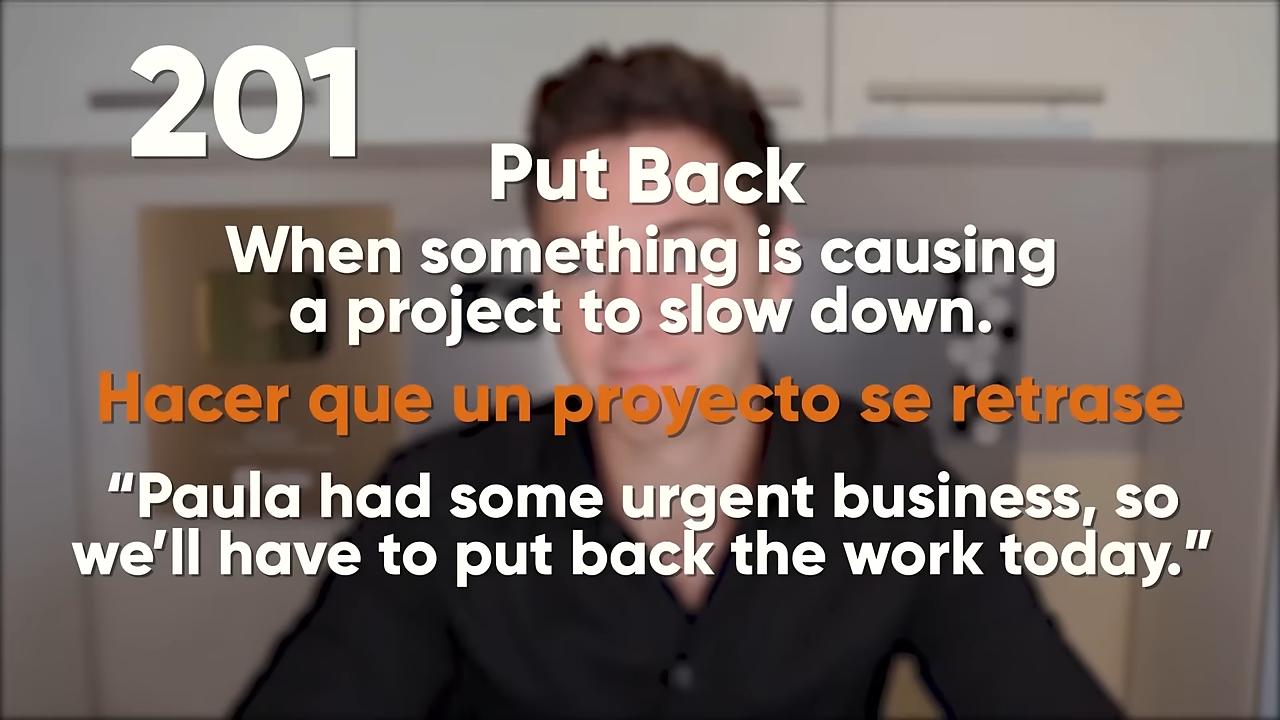 201
Put Back
When something is causing
a project to slow down.
Hacer que un proyecto se retrase
“Paula had some urgent business, so
we’ll have to put back the work today.”